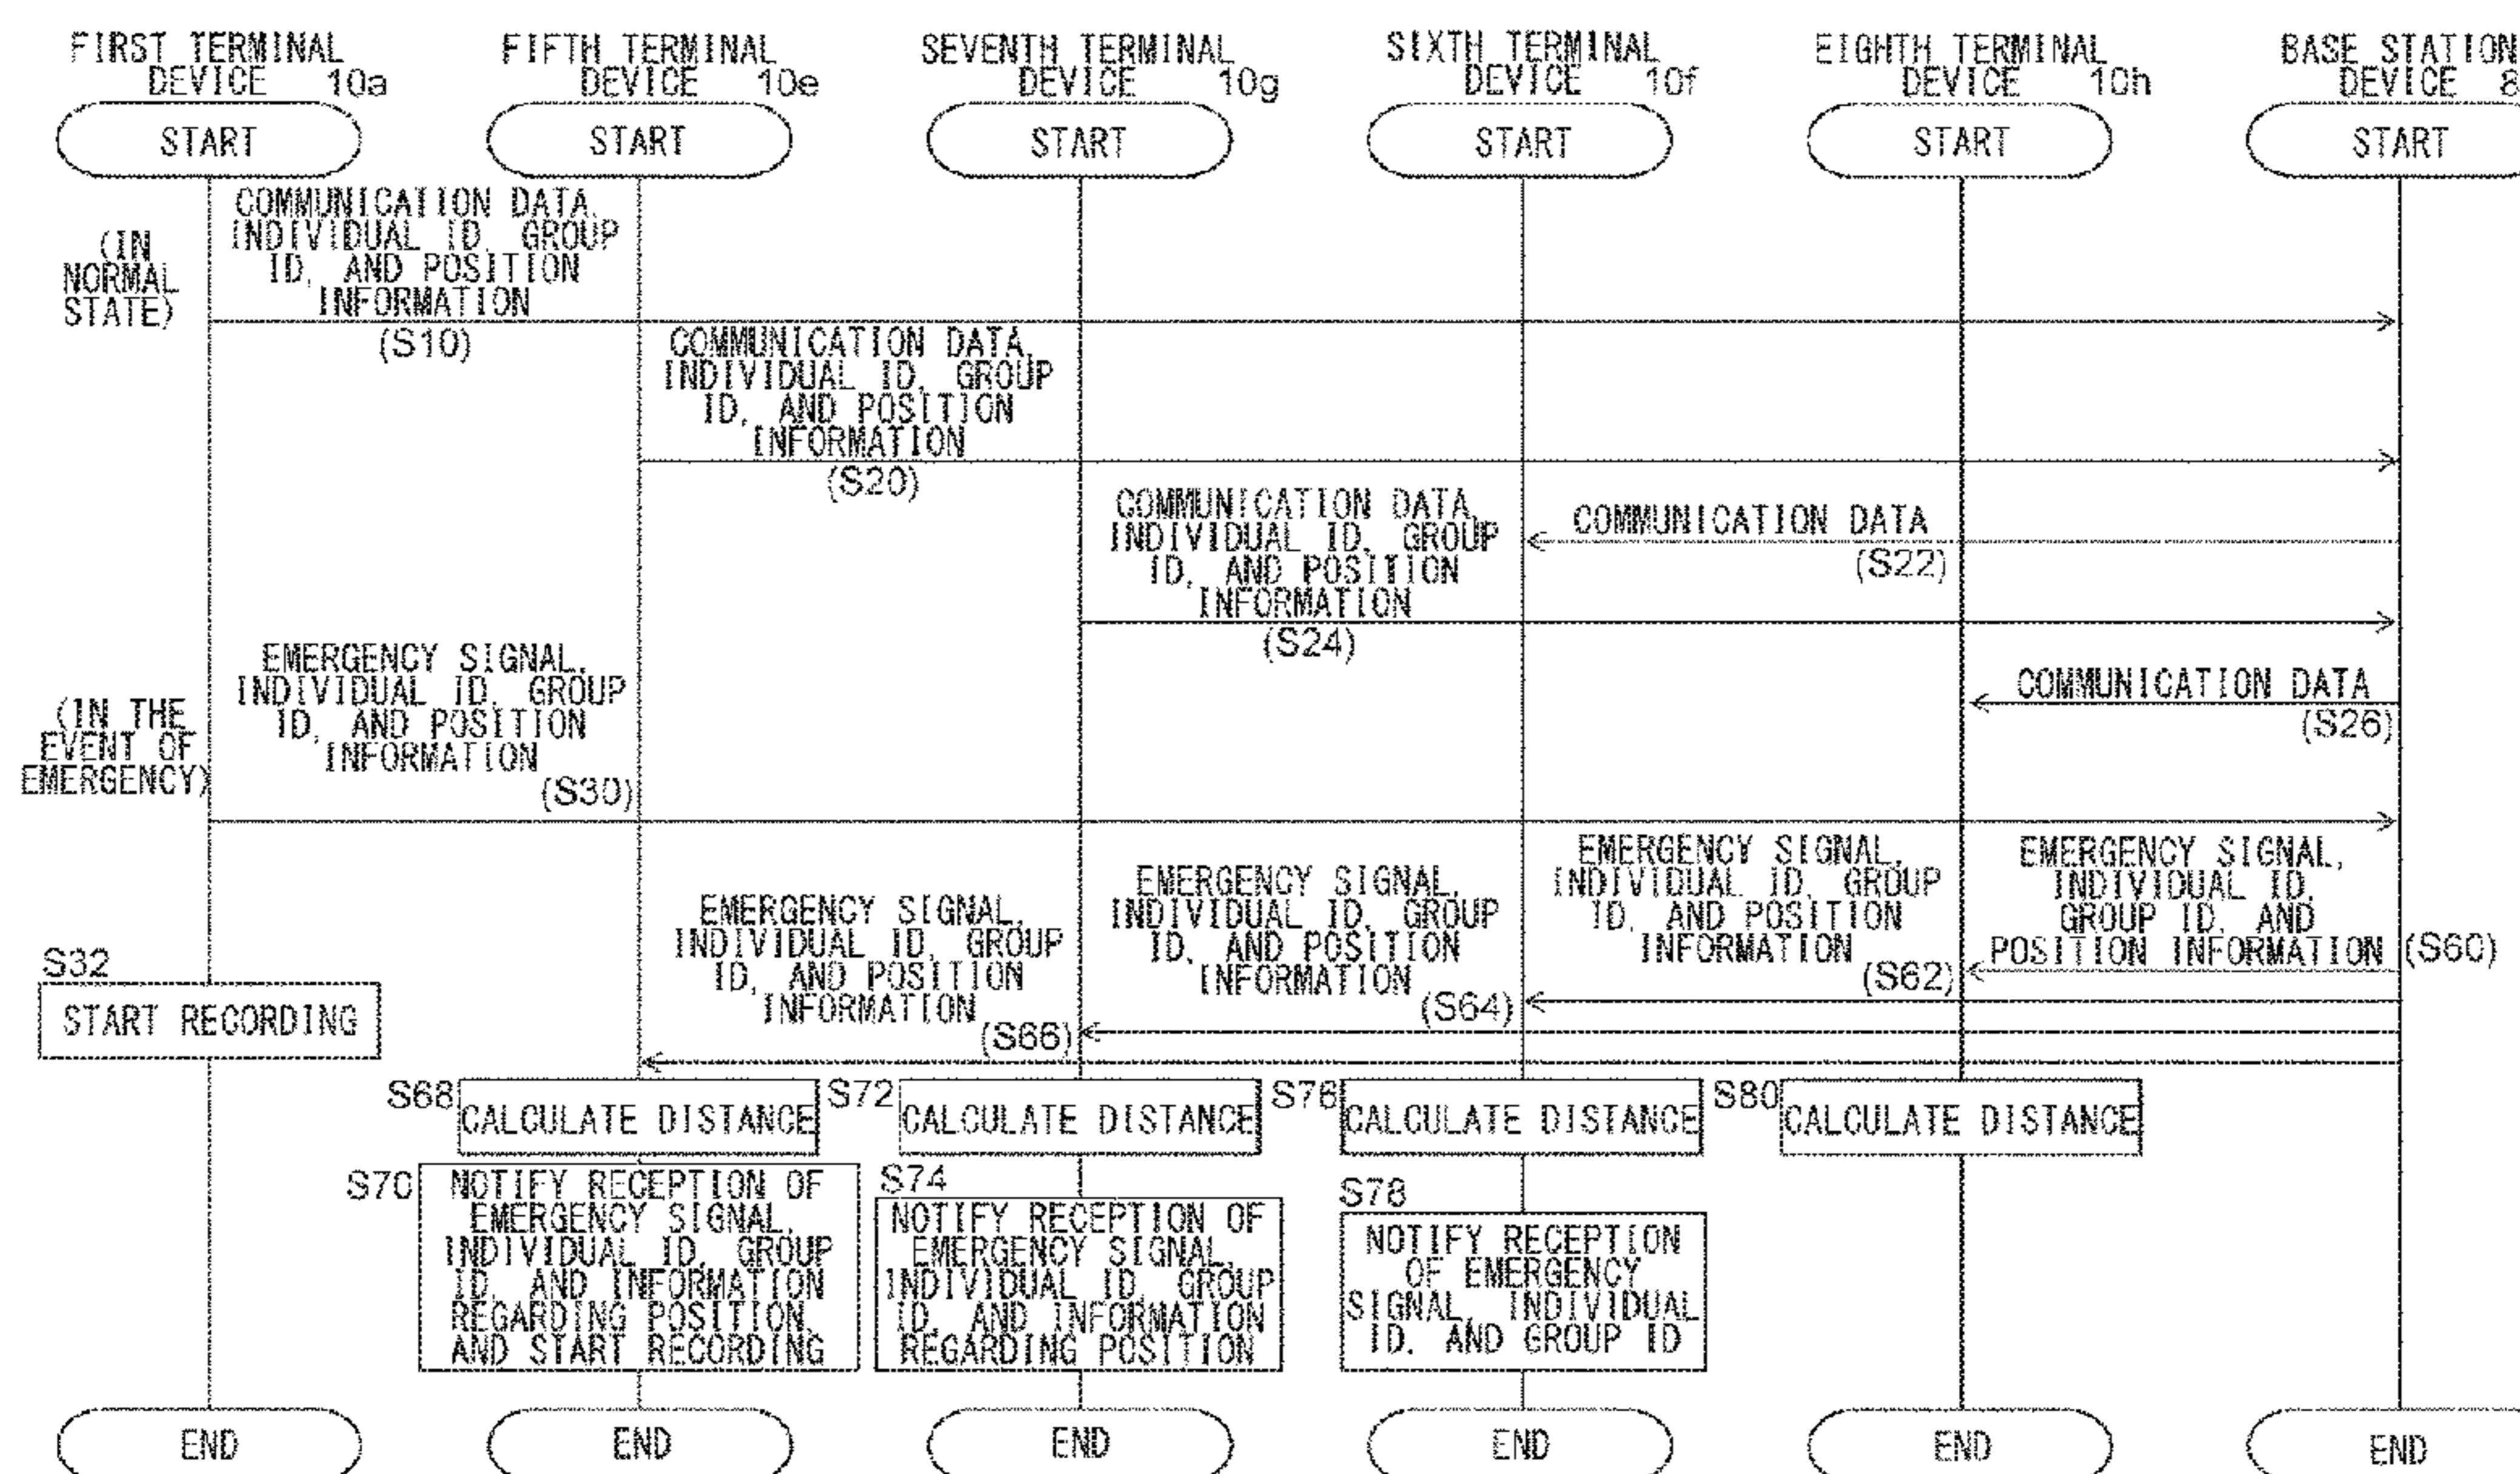 FIRST TERMINAL
DEVICE 10a
FIFTH TERMINAL
DEVICE 10e
SEVENTH TERMINAL
DEVICE 10g
SIXTH TERMINAL
DEVICE 10f
EIGHTH TERMINAL
DEVICE 10h
BASE STATION
DEVICE 8
START
START
START
START
START
START
(IN
NORMAL
STATE)
COMMUNICATION DATA,
INDIVIDUAL ID, GROUP
ID, AND POSITION
INFORMATION
(S10)
COMMUNICATION DATA,
INDIVIDUAL ID, GROUP
ID, AND POSITION
INFORMATION
(S20)
COMMUNICATION DATA
(S22)
COMMUNICATION DATA,
INDIVIDUAL ID, GROUP
ID, AND POSITION
INFORMATION
(S24)
COMMUNICATION DATA
(S26)
(IN THE
EVENT OF
EMERGENCY)
EMERGENCY SIGNAL,
INDIVIDUAL ID, GROUP
ID, AND POSITION
INFORMATION
(S30)
EMERGENCY SIGNAL,
INDIVIDUAL ID,
GROUP ID, AND
POSITION INFORMATION
(S60)
EMERGENCY SIGNAL,
INDIVIDUAL ID, GROUP
ID, AND POSITION
INFORMATION
(S62)
EMERGENCY SIGNAL,
INDIVIDUAL ID, GROUP
ID, AND POSITION
INFORMATION
(S64)
EMERGENCY SIGNAL,
INDIVIDUAL ID, GROUP
ID, AND POSITION
INFORMATION
(S66)
S32
START RECORDING
S68
CALCULATE DISTANCE
S72
CALCULATE DISTANCE
S76
CALCULATE DISTANCE
S80
CALCULATE DISTANCE
S70
NOTIFY RECEPTION OF
EMERGENCY SIGNAL,
INDIVIDUAL ID, GROUP
ID, AND INFORMATION
REGARDING POSITION,
AND START RECORDING
S74
NOTIFY RECEPTION OF
EMERGENCY SIGNAL,
INDIVIDUAL ID, GROUP
ID, AND INFORMATION
REGARDING POSITION
S78
NOTIFY RECEPTION
OF EMERGENCY
SIGNAL, INDIVIDUAL
ID, AND GROUP ID
END
END
END
END
END
END